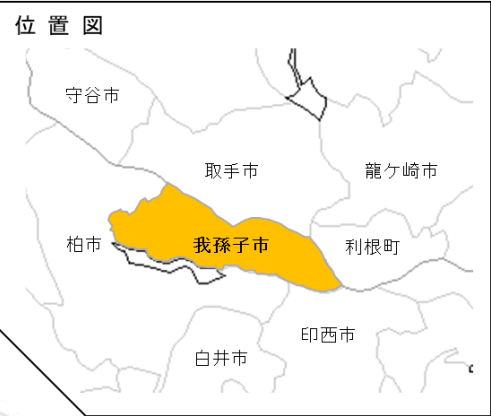 位置図
守谷市
取手市
龍ケ崎市
柏市
我孫子市
利根町
印西市
白井市